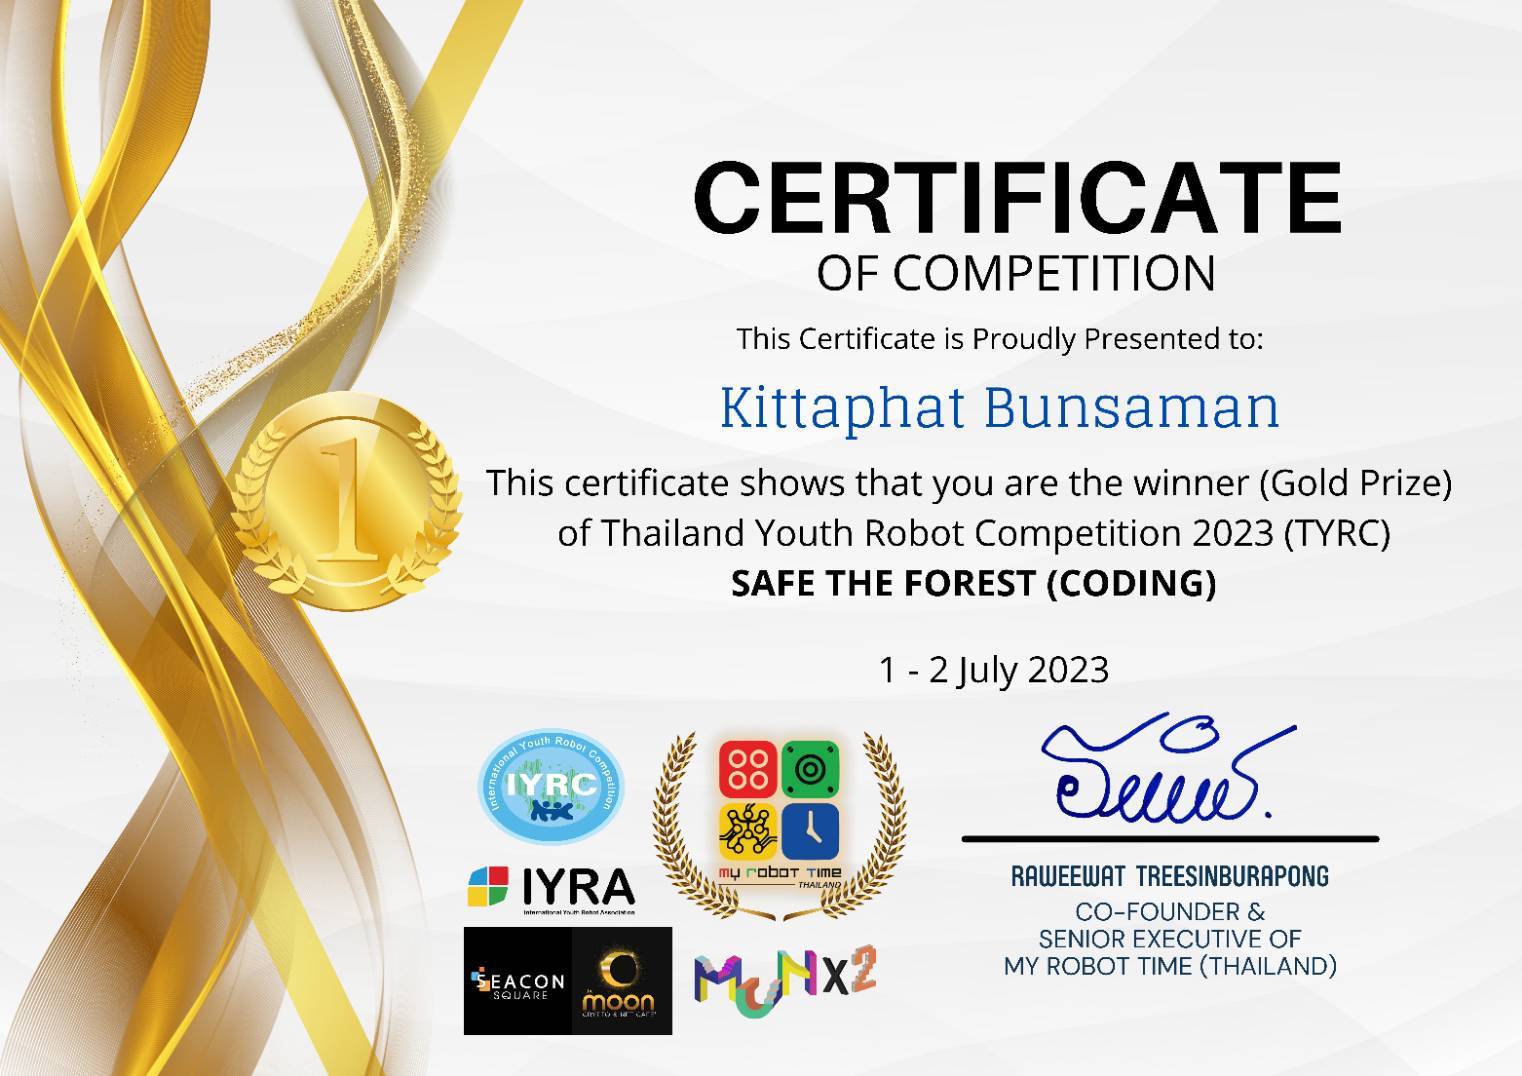 CERTIFICATE
OF COMPETITION
This Certificate is Proudly Presented to:
Kittaphat Bunsaman
This certificate shows that you are the winner (Gold Prize)
of Thailand Youth Robot Competition 2023 (TYRC)
SAFE THE FOREST (CODING)
1 - 2 July 2023
1
International Youth Robot Competition
IYRC
IYRA
International Youth Robot Association
my robot time
THAILAND
SEACON
SQUARE
moon
CRYPTO & NFT CAFE'
MUNx2
RAWEEWAT TREESINBURAPONG
CO-FOUNDER &
SENIOR EXECUTIVE OF
MY ROBOT TIME (THAILAND)